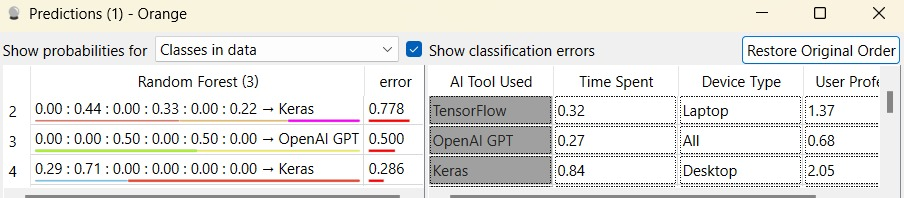 Predictions (1) - Orange
Show probabilities for Classes in data Show classification errors Restore Original Order
Random Forest (3) error AI Tool Used Time Spent Device Type User Profe
2 0.00 : 0.44 : 0.00 : 0.33 : 0.00 : 0.22 → Keras 0.778 TensorFlow 0.32 Laptop 1.37
3 0.00 : 0.00 : 0.50 : 0.00 : 0.50 : 0.00 → OpenAI GPT 0.500 OpenAI GPT 0.27 All 0.68
4 0.29 : 0.71 : 0.00 : 0.00 : 0.00 : 0.00 → Keras 0.286 Keras 0.84 Desktop 2.05